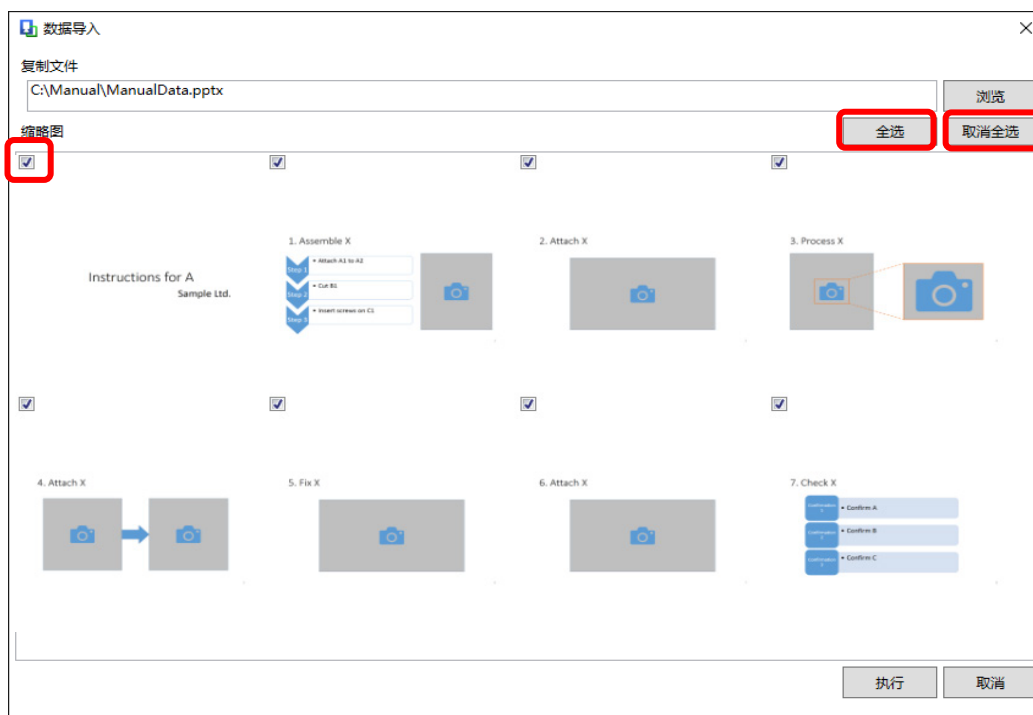 数据导入
复制文件
C:\Manual\ManualData.pptx
浏览
缩略图
全选
取消全选
Instructions for A
Sample Ltd.
1. Assemble X
Step 1
• Attach A1 to A2
Step 2
• Cut B1
Step 3
• Insert screws on C1
2. Attach X
3. Process X
4. Attach X
5. Fix X
6. Attach X
7. Check X
• Confirm A
• Confirm B
• Confirm C
执行
取消